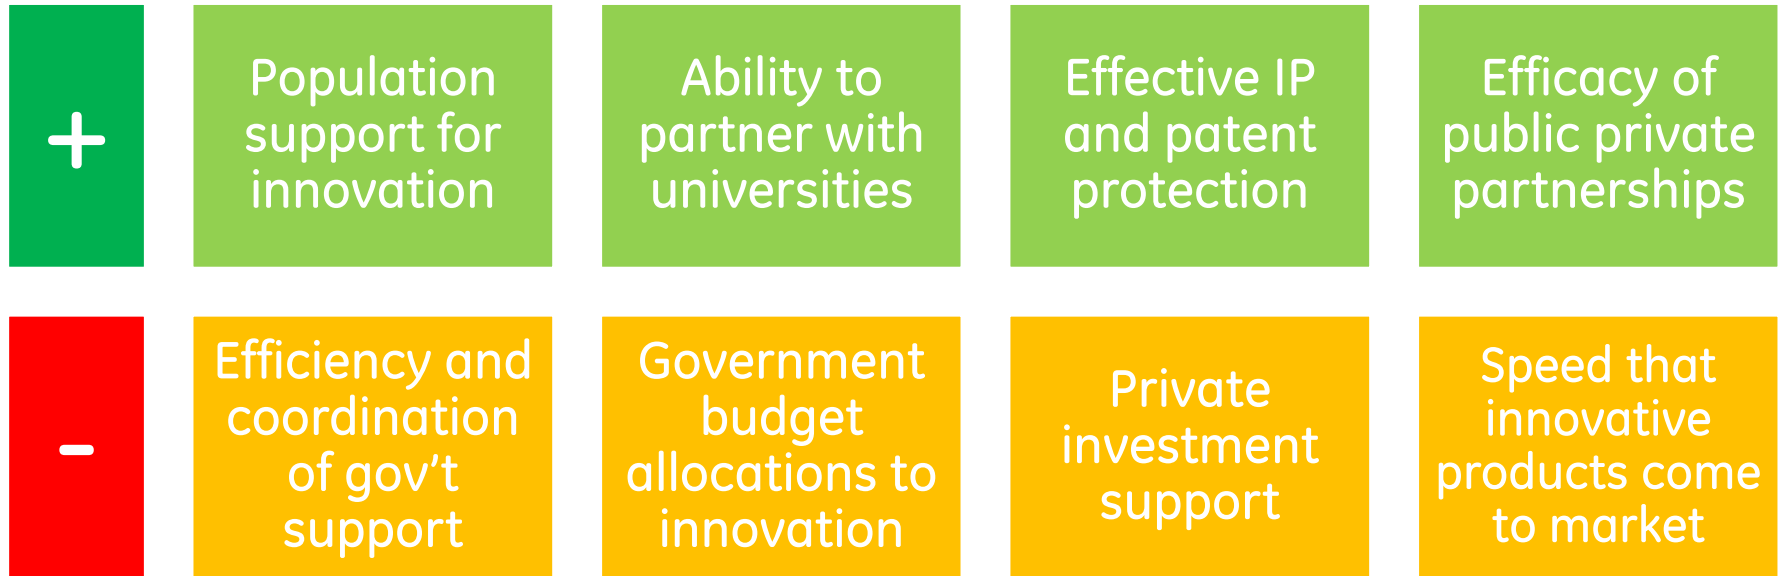 +
Population
support for
innovation
Ability to
partner with
universities
Effective IP
and patent
protection
Efficacy of
public private
partnerships
-
Efficiency and
coordination
of gov’t
support
Government
budget
allocations to
innovation
Private
investment
support
Speed that
innovative
products come
to market